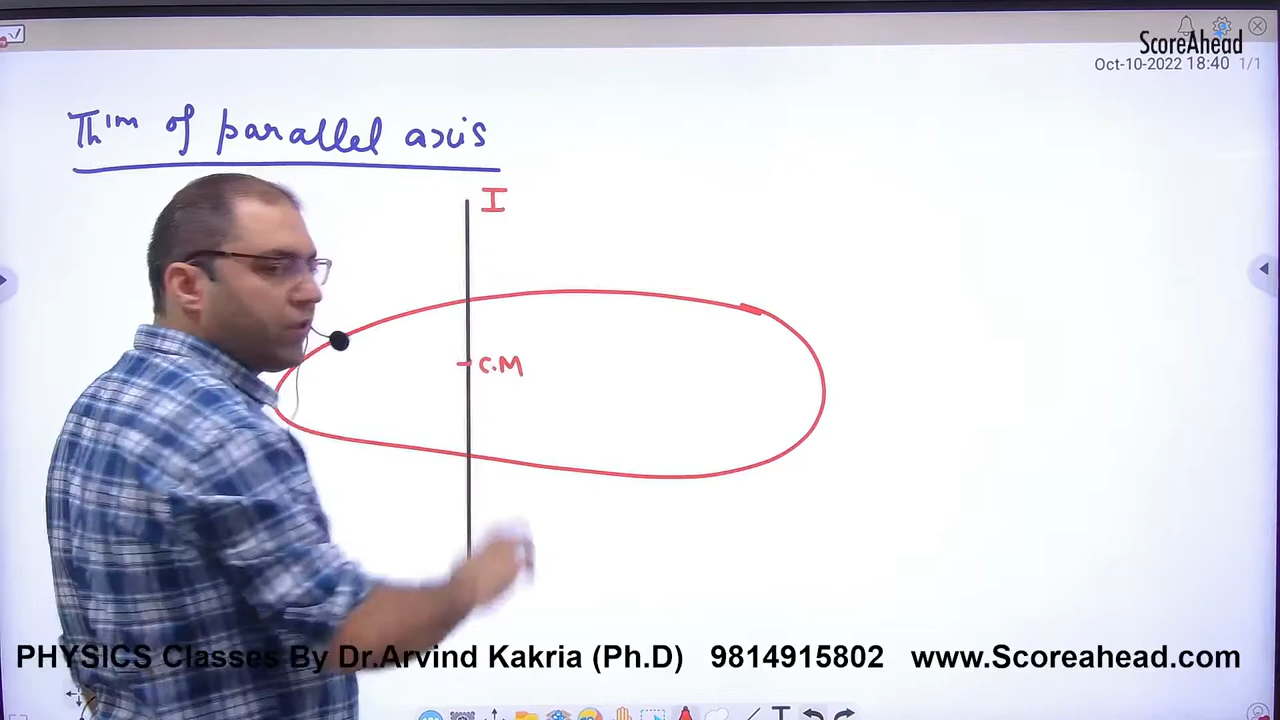 ScoreAhead
Oct-10-2022 18:40 1/1
Th'm of parallel axis
I
C.M
PHYSICS Classes By Dr.Arvind Kakria (Ph.D) 9814915802 www.Scoreahead.com